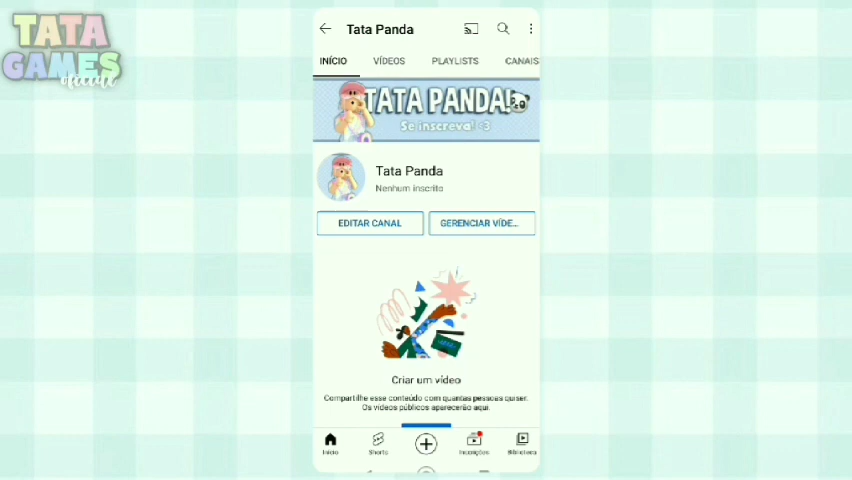 TATA
GAMES
oficial
Tata Panda
INÍCIO VÍDEOS PLAYLISTS CANAIS
TATA PANDA!
Se inscreva! <3
Tata Panda
Nenhum inscrito
EDITAR CANAL GERENCIAR VÍDE...
Criar um vídeo
Compartilhe esse conteúdo com quantas pessoas quiser.
Os vídeos públicos aparecerão aqui.
Início Shorts Inscrições Biblioteca